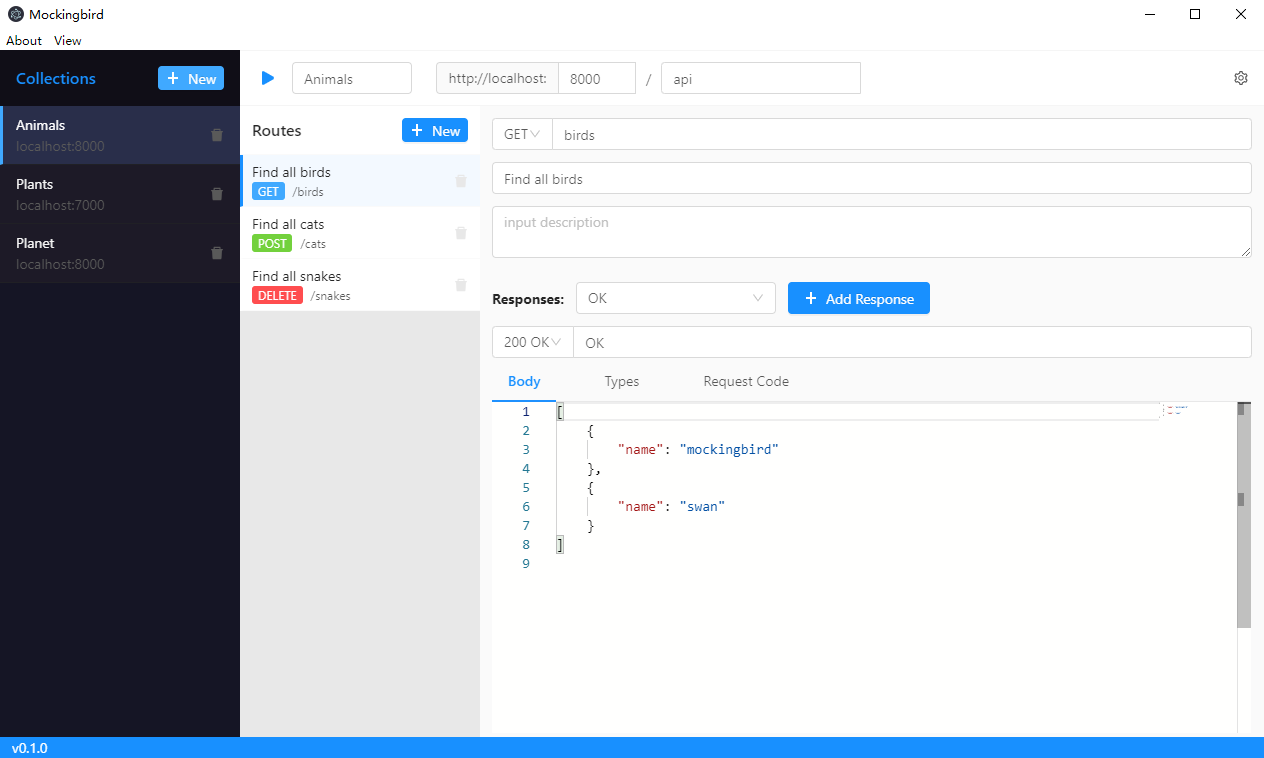 Mockingbird
About View
Collections
+ New
Animals
localhost:8000
Plants
localhost:7000
Planet
localhost:8000
Animals http://localhost: 8000 / api
Routes
+ New
Find all birds
GET /birds
Find all cats
POST /cats
Find all snakes
DELETE /snakes
GET birds
Find all birds
input description
Responses: OK + Add Response
200 OK OK
Body Types Request Code
1 [
2 {
3 "name": "mockingbird"
4 },
5 {
6 "name": "swan"
7 }
8 ]
9
v0.1.0